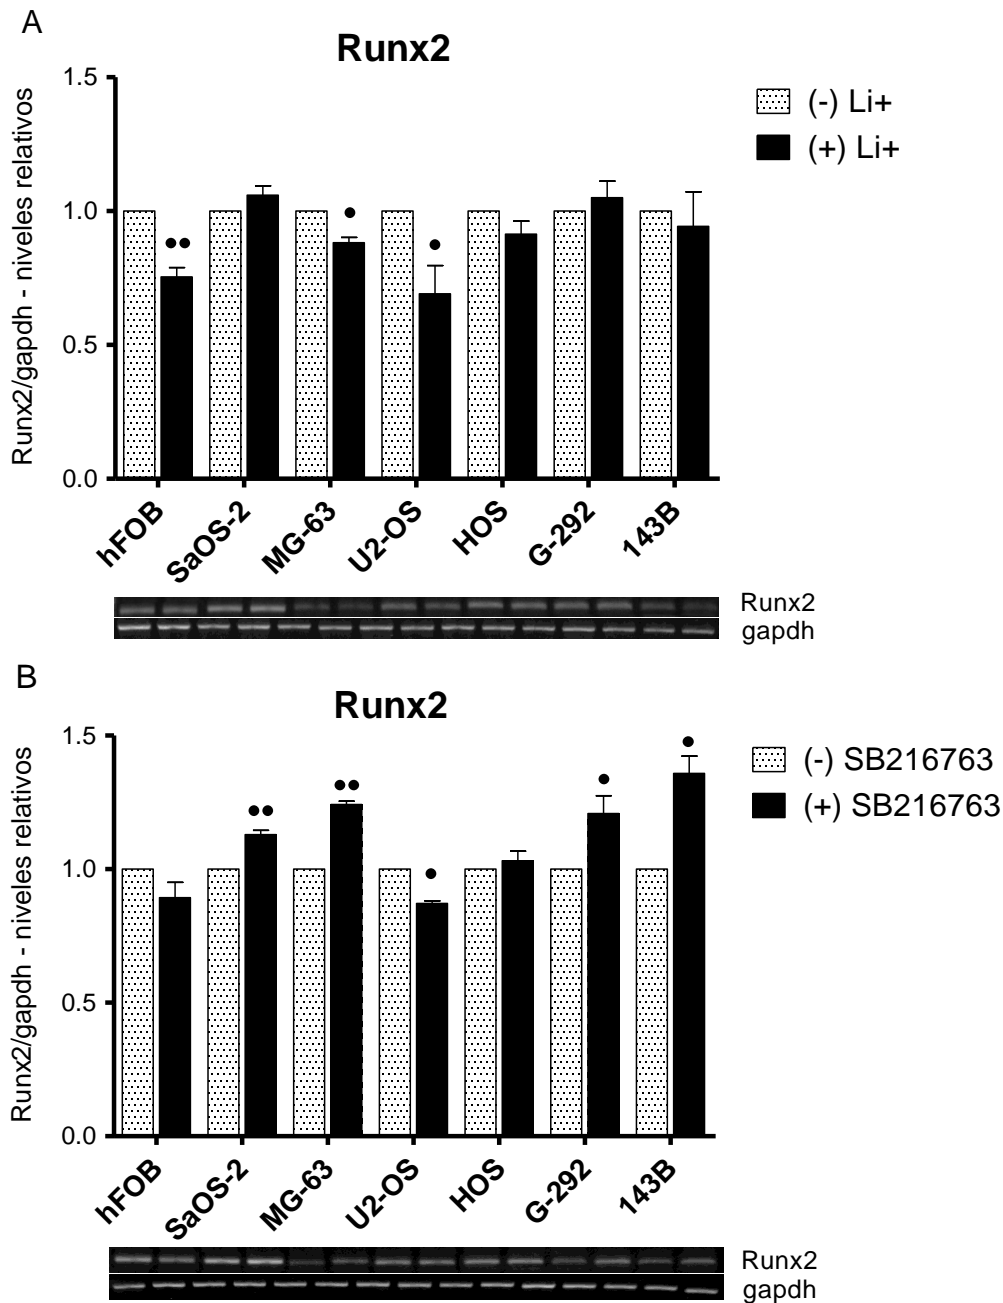 A
Runx2
Runx2/gapdh - niveles relativos
1.5
1.0
0.5
0.0
(-) Li+
(+) Li+
hFOB
SaOS-2
MG-63
U2-OS
HOS
G-292
143B
Runx2
gapdh
B
Runx2
Runx2/gapdh - niveles relativos
1.5
1.0
0.5
0.0
(-) SB216763
(+) SB216763
hFOB
SaOS-2
MG-63
U2-OS
HOS
G-292
143B
Runx2
gapdh